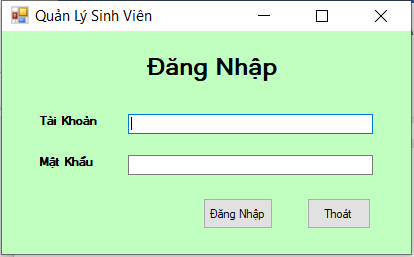 Quản Lý Sinh Viên
Đăng Nhập
Tài Khoản
Mật Khẩu
Đăng Nhập Thoát